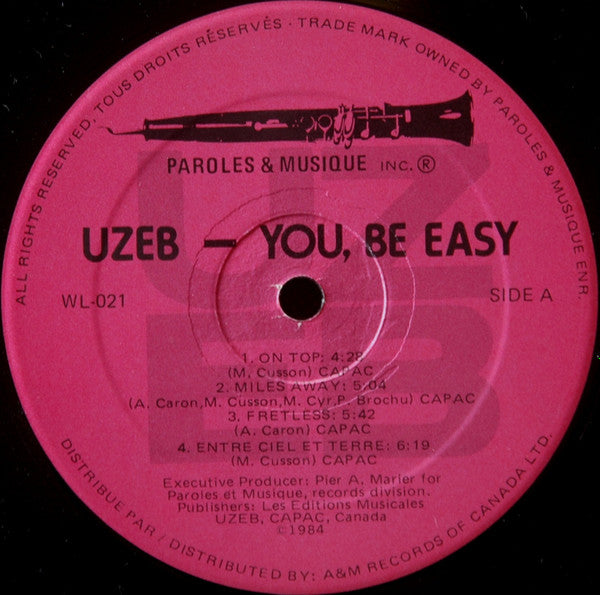 ALL RIGHTS RESERVED. TOUS DROITS RÉSERVÉS · TRADE MARK OWNED BY PAROLES & MUSIQUE ENR.
PAROLES & MUSIQUE INC.®
UZEB
UZEB — YOU, BE EASY
WL-021
SIDE A
1. ON TOP: 4:28
(M. Cusson) CAPAC
2. MILES AWAY: 5:04
(A. Caron, M. Cusson, M. Cyr, P. Brochu) CAPAC
3. FRETLESS: 5:42
(A. Caron) CAPAC
4. ENTRE CIEL ET TERRE: 6:19
(M. Cusson) CAPAC
Executive Producer: Pier A. Marier for
Paroles et Musique, records division.
Publishers: Les Editions Musicales
UZEB, CAPAC, Canada
©1984
DISTRIBUE PAR / DISTRIBUTED BY: A&M RECORDS OF CANADA LTD.